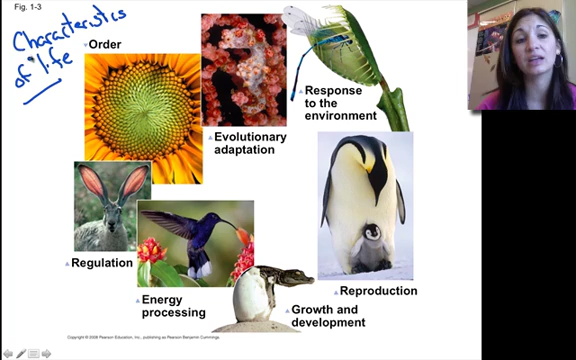 Fig. 1-3
Characteristics
of life
Order
Evolutionary
adaptation
Response
to the
environment
Regulation
Energy
processing
Growth and
development
Reproduction
Copyright © 2008 Pearson Education, Inc., publishing as Pearson Benjamin Cummings.